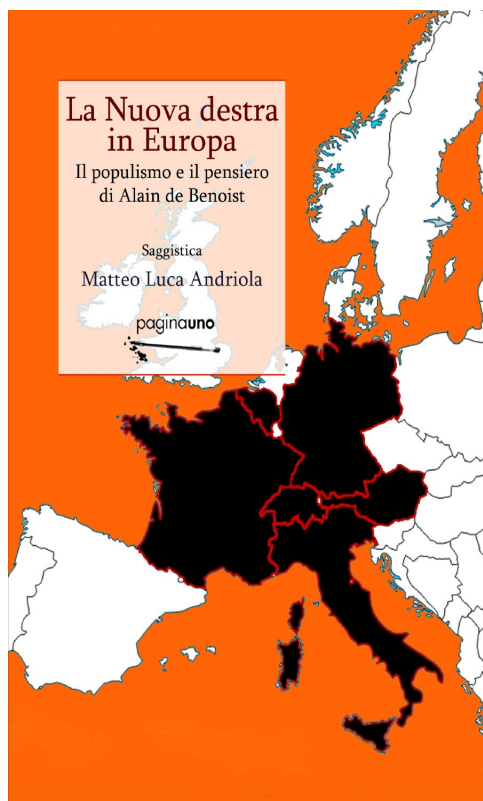 La Nuova destra
in Europa
Il populismo e il pensiero
di Alain de Benoist
Saggistica
Matteo Luca Andriola
paginauno